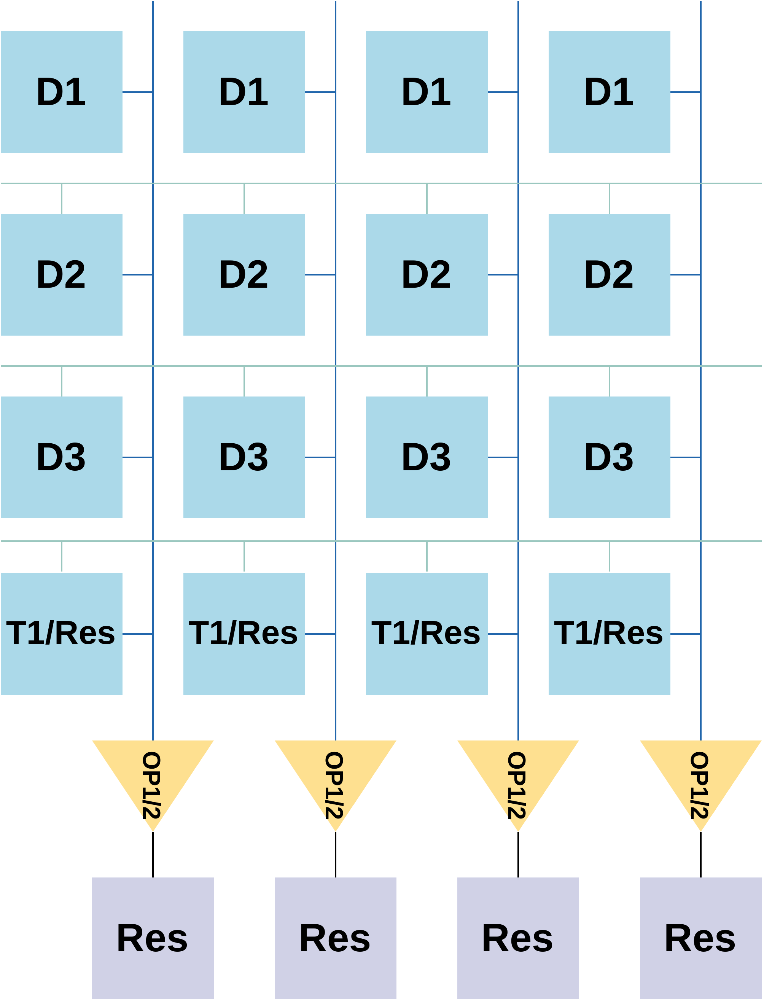 D1 D1 D1 D1
D2 D2 D2 D2
D3 D3 D3 D3
T1/Res T1/Res T1/Res T1/Res
OP1/2 OP1/2 OP1/2 OP1/2
Res Res Res Res